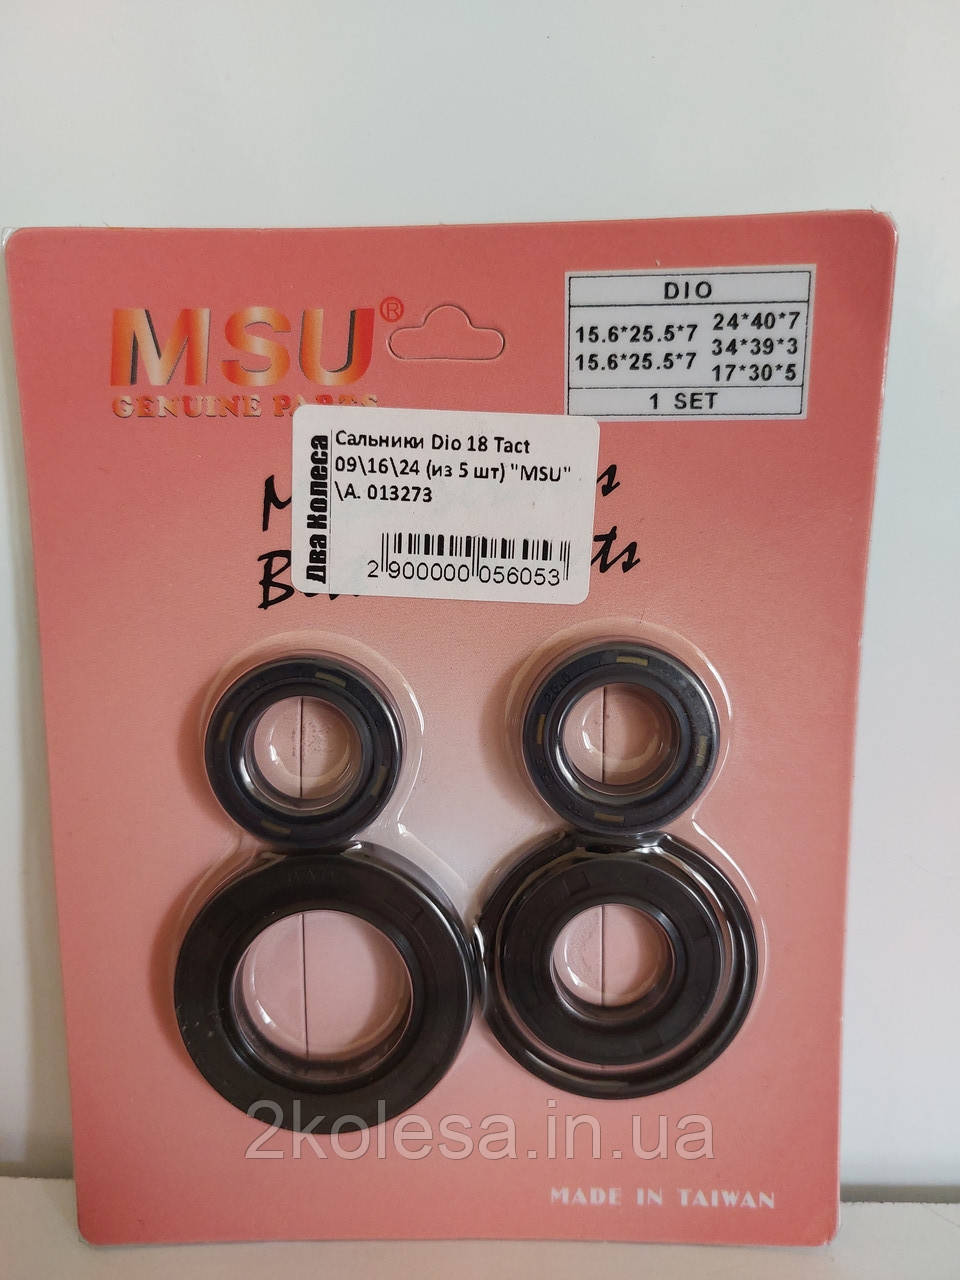 MSU®
GENUINE PARTS
DIO
15.6*25.5*7 24*40*7
15.6*25.5*7 34*39*3
17*30*5
1 SET
Два Колеса
Сальники Dio 18 Tact
09\16\24 (из 5 шт) "MSU"
\А. 013273
2 900000 056053
2kolesa.in.ua
MADE IN TAIWAN